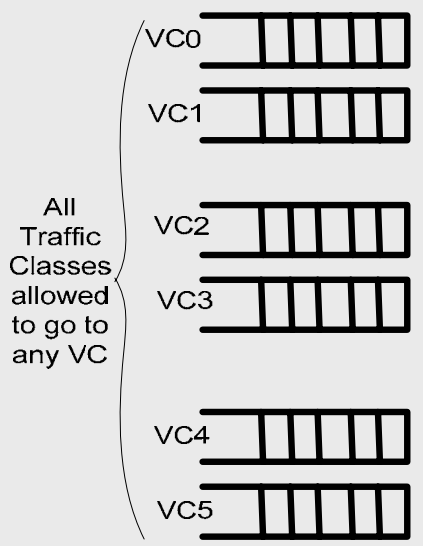 VC0
VC1
All
Traffic
Classes
allowed
to go to
any VC
VC2
VC3
VC4
VC5